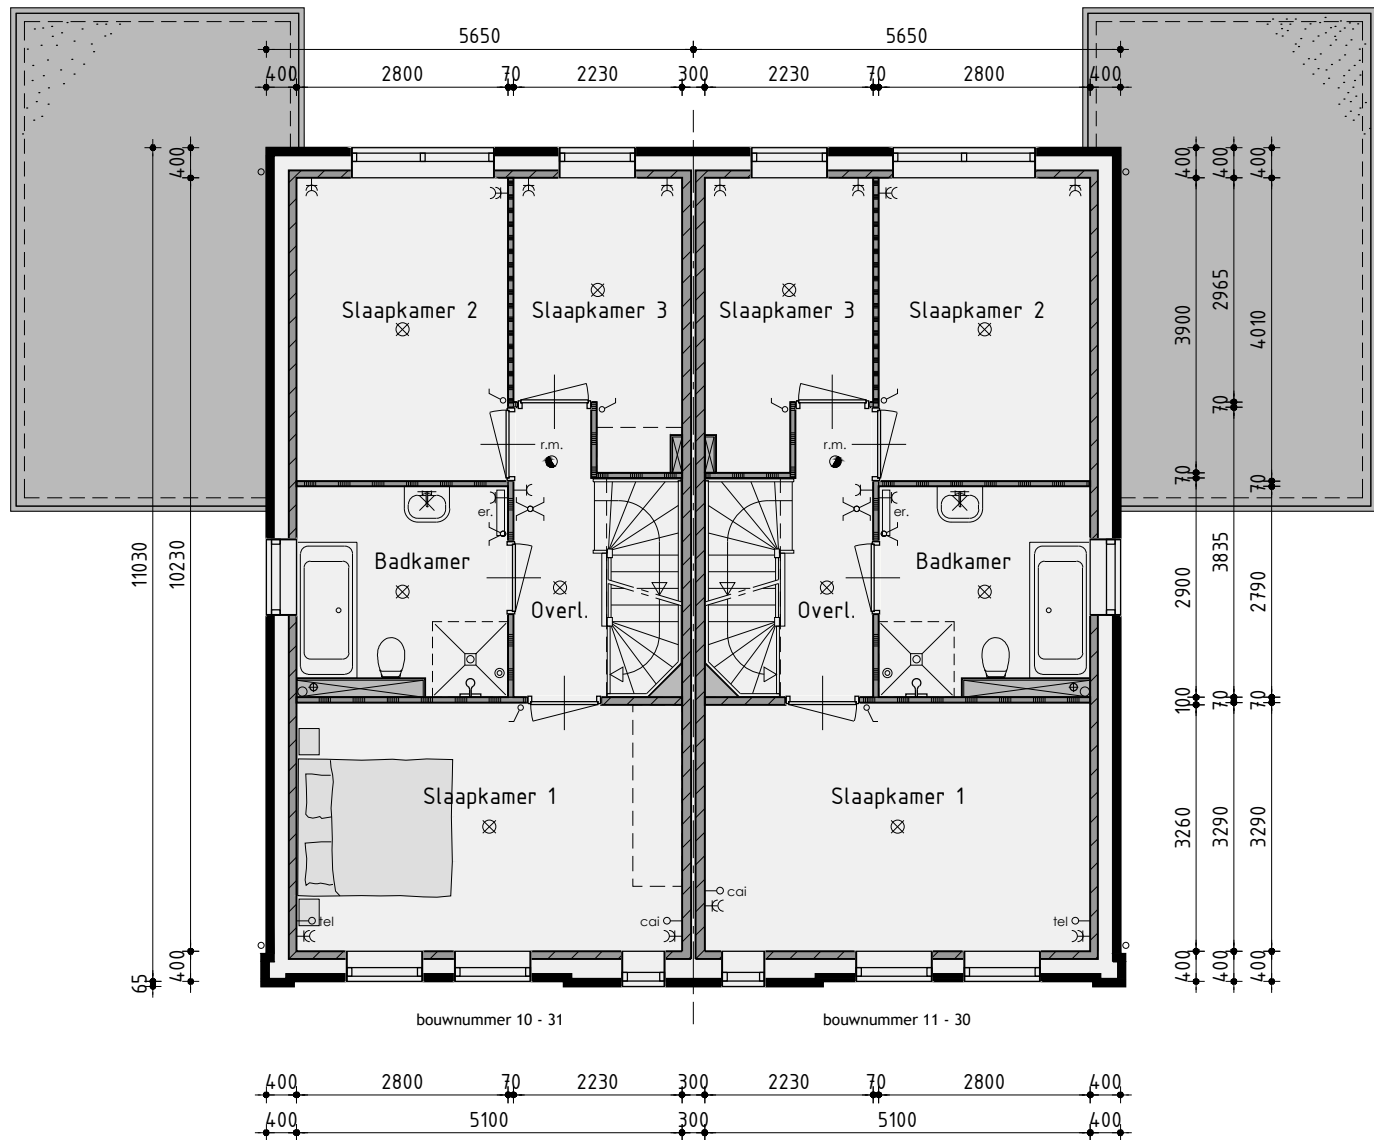 5650 5650
400 2800 70 2230 300 2230 70 2800 400
400 400 400 400
Slaapkamer 2 Slaapkamer 3 Slaapkamer 3 Slaapkamer 2
3900 2965 4010
r.m. r.m.
70 70 70
er. er.
11030 10230
Badkamer Badkamer
Overl. Overl.
2900 3835 2790
100 70 70
Slaapkamer 1 Slaapkamer 1
3260 3290 3290
tel cai cai tel
65 400 400 400 400
bouwnummer 10 - 31 bouwnummer 11 - 30
400 2800 70 2230 300 2230 70 2800 400
400 5100 300 5100 400